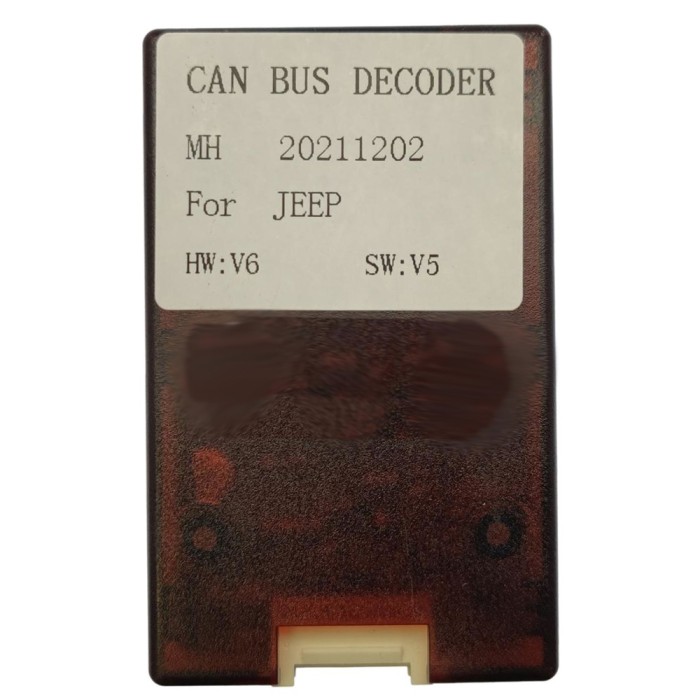 CAN BUS DECODER
MH 20211202
For JEEP
HW:V6 SW:V5